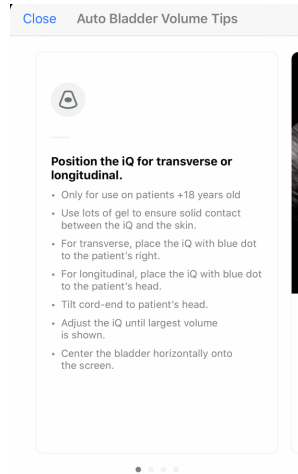 Close Auto Bladder Volume Tips
Position the iQ for transverse or
longitudinal.
• Only for use on patients +18 years old
• Use lots of gel to ensure solid contact
between the iQ and the skin.
• For transverse, place the iQ with blue dot
to the patient's right.
• For longitudinal, place the iQ with blue dot
to the patient's head.
• Tilt cord-end to patient's head.
• Adjust the iQ until largest volume
is shown.
• Center the bladder horizontally onto
the screen.